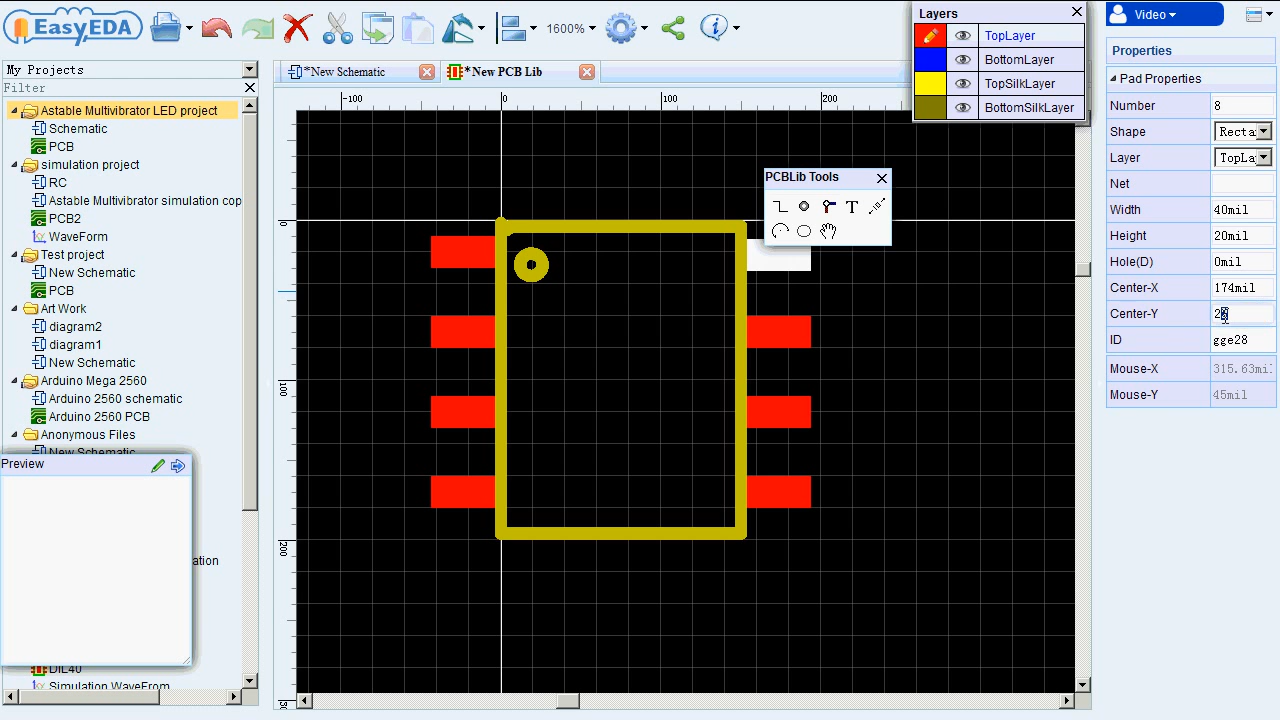 EasyEDA
1600%
My Projects
Filter
Astable Multivibrator LED project
Schematic
PCB
simulation project
RC
Astable Multivibrator simulation cop
PCB2
WaveForm
Test project
New Schematic
PCB
Art Work
diagram2
diagram1
New Schematic
Arduino Mega 2560
Arduino 2560 schematic
Arduino 2560 PCB
Anonymous Files
New Schematic
Preview
ation
DIL40
Simulation WaveFrom
*New Schematic
*New PCB Lib
-100
0
100
200
0
100
200
Layers
TopLayer
BottomLayer
TopSilkLayer
BottomSilkLayer
PCBLib Tools
T
Video
Properties
Pad Properties
Number 8
Shape Recta
Layer TopLa
Net
Width 40mil
Height 20mil
Hole(D) 0mil
Center-X 174mil
Center-Y
ID gge28
Mouse-X 315.63mi
Mouse-Y 45mil